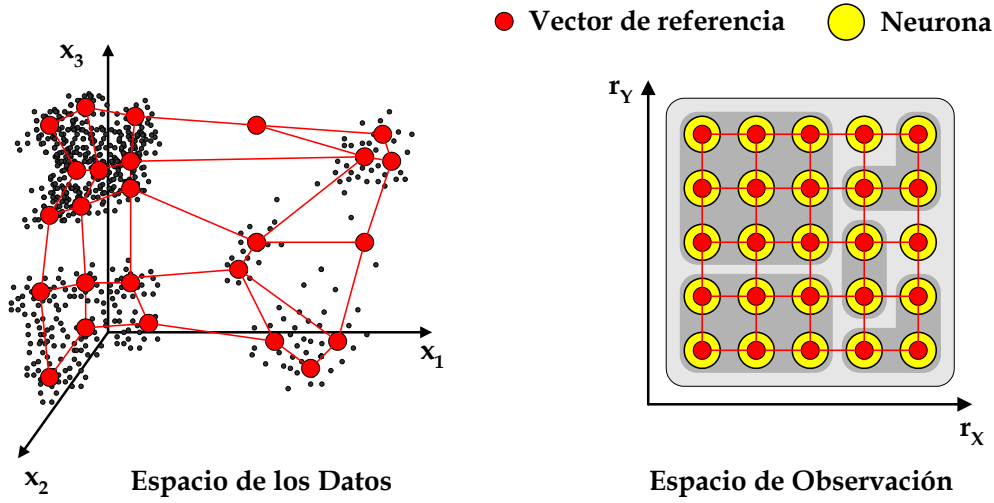 Vector de referencia
Neurona
x3
rY
x1
x2
rX
Espacio de los Datos
Espacio de Observación